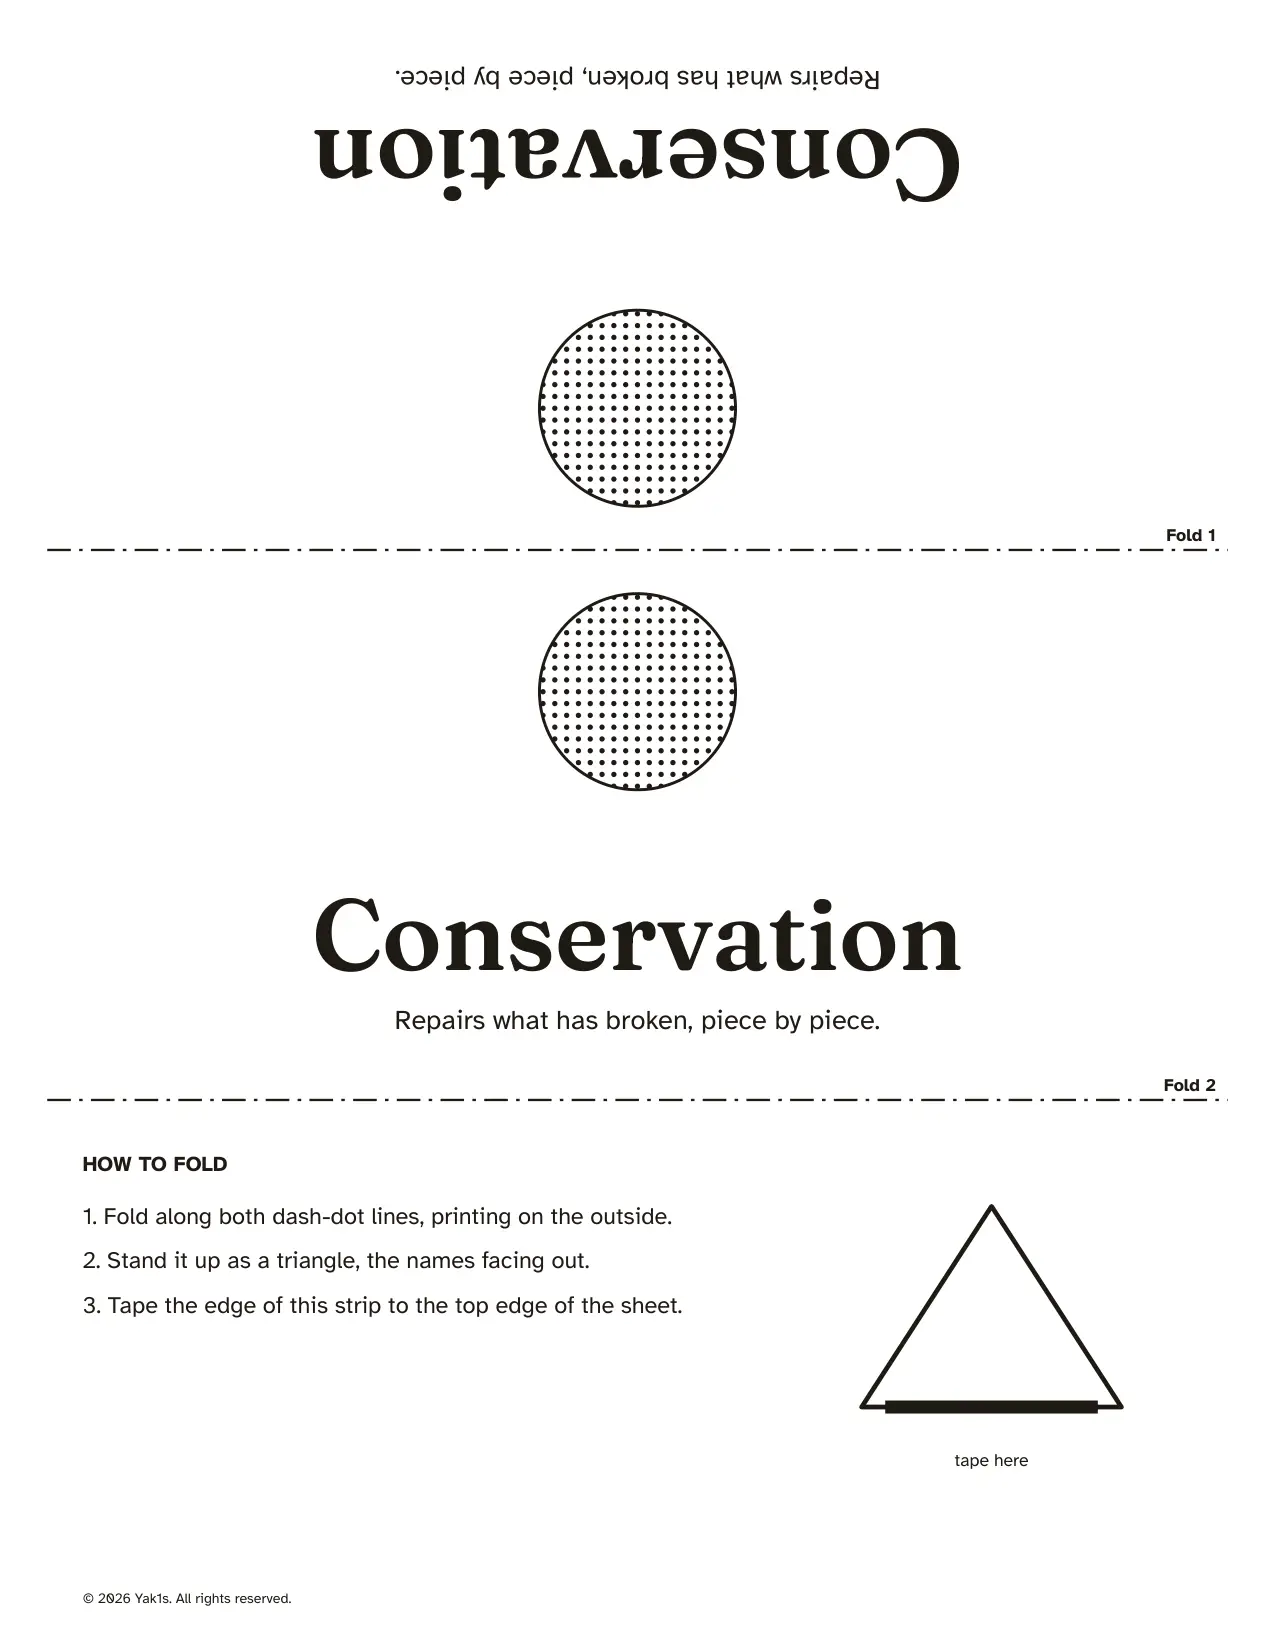 Repairs what has broken, piece by piece.
Conservation
Fold 1
Conservation
Repairs what has broken, piece by piece.
Fold 2
HOW TO FOLD
1. Fold along both dash-dot lines, printing on the outside.
2. Stand it up as a triangle, the names facing out.
3. Tape the edge of this strip to the top edge of the sheet.
tape here
© 2026 Yak1s. All rights reserved.